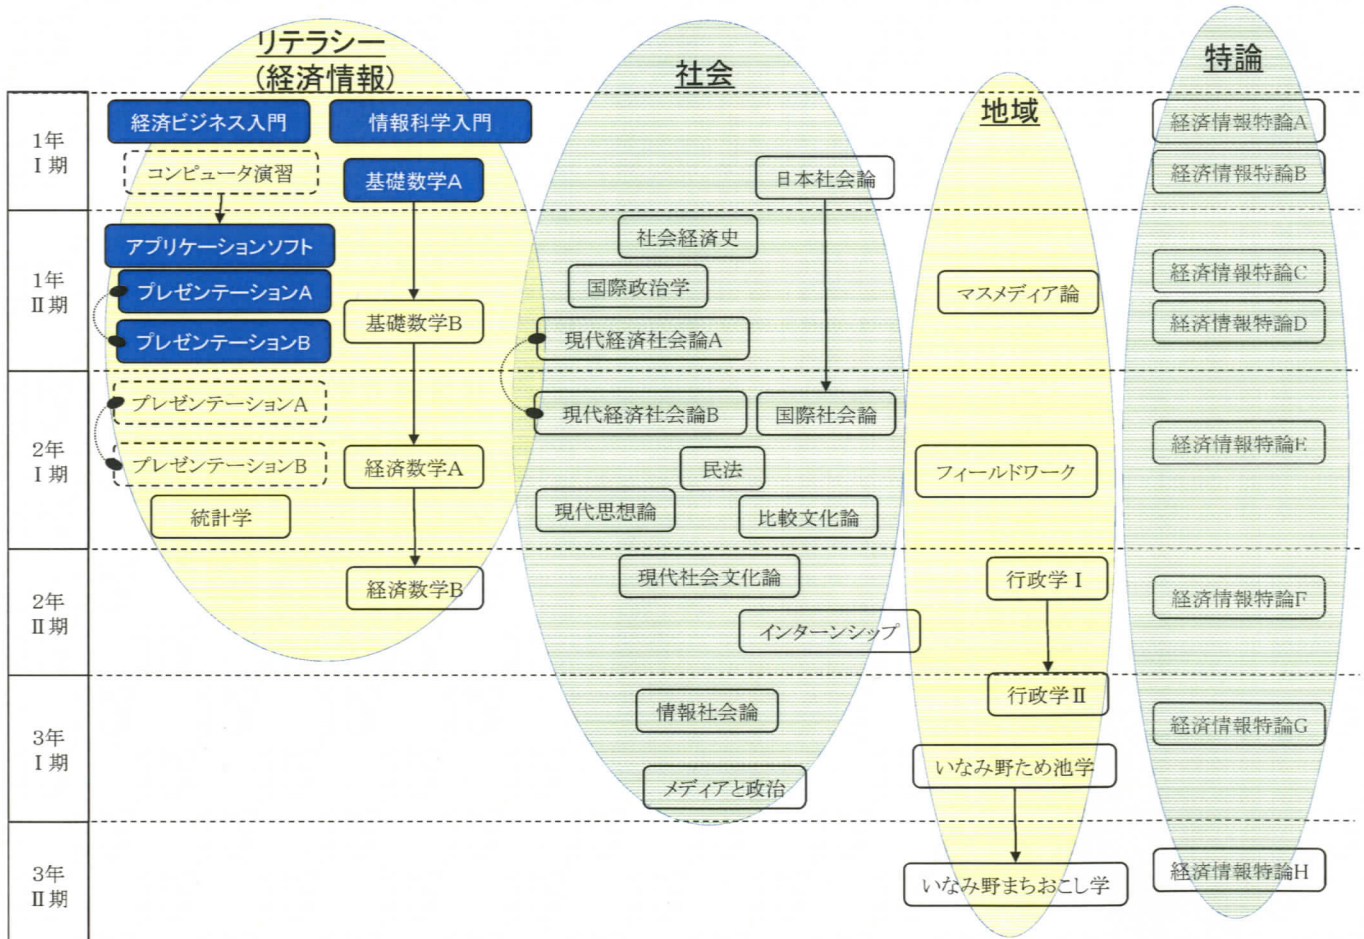 リテラシー
(経済情報)
社会
地域
特論
1年
Ⅰ期
経済ビジネス入門
情報科学入門
コンピュータ演習
基礎数学A
日本社会論
経済情報特論A
経済情報特論B
1年
Ⅱ期
アプリケーションソフト
プレゼンテーションA
プレゼンテーションB
基礎数学B
社会経済史
国際政治学
現代経済社会論A
マスメディア論
経済情報特論C
経済情報特論D
2年
Ⅰ期
プレゼンテーションA
プレゼンテーションB
統計学
経済数学A
現代経済社会論B
国際社会論
民法
現代思想論
比較文化論
フィールドワーク
経済情報特論E
2年
Ⅱ期
経済数学B
現代社会文化論
インターンシップ
行政学Ⅰ
経済情報特論F
3年
Ⅰ期
情報社会論
メディアと政治
行政学Ⅱ
いなみ野ため池学
経済情報特論G
3年
Ⅱ期
いなみ野まちおこし学
経済情報特論H